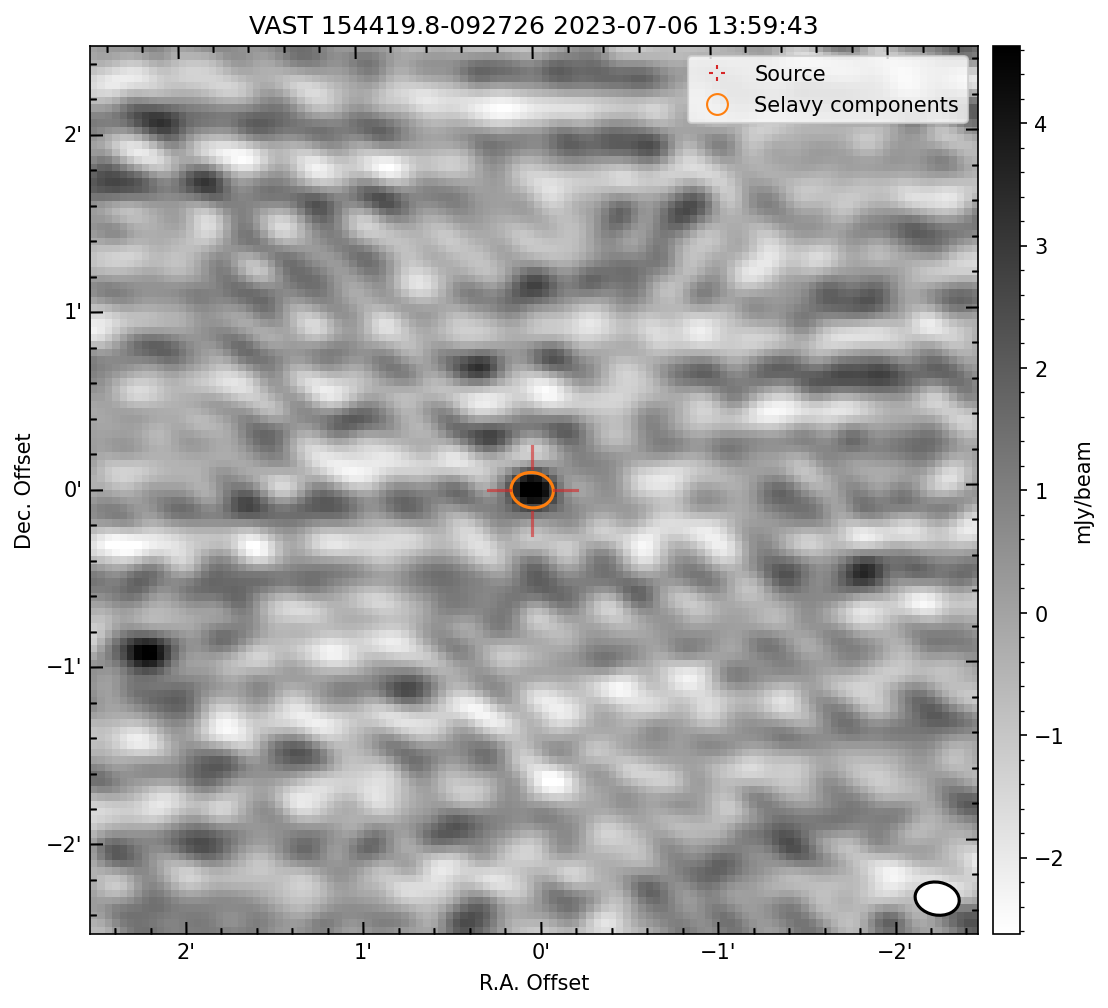 VAST 154419.8-092726 2023-07-06 13:59:43
Source
Selavy components
2'
1'
0'
−1'
−2'
Dec. Offset
2'
1'
0'
−1'
−2'
R.A. Offset
4
3
2
1
0
−1
−2
mJy/beam